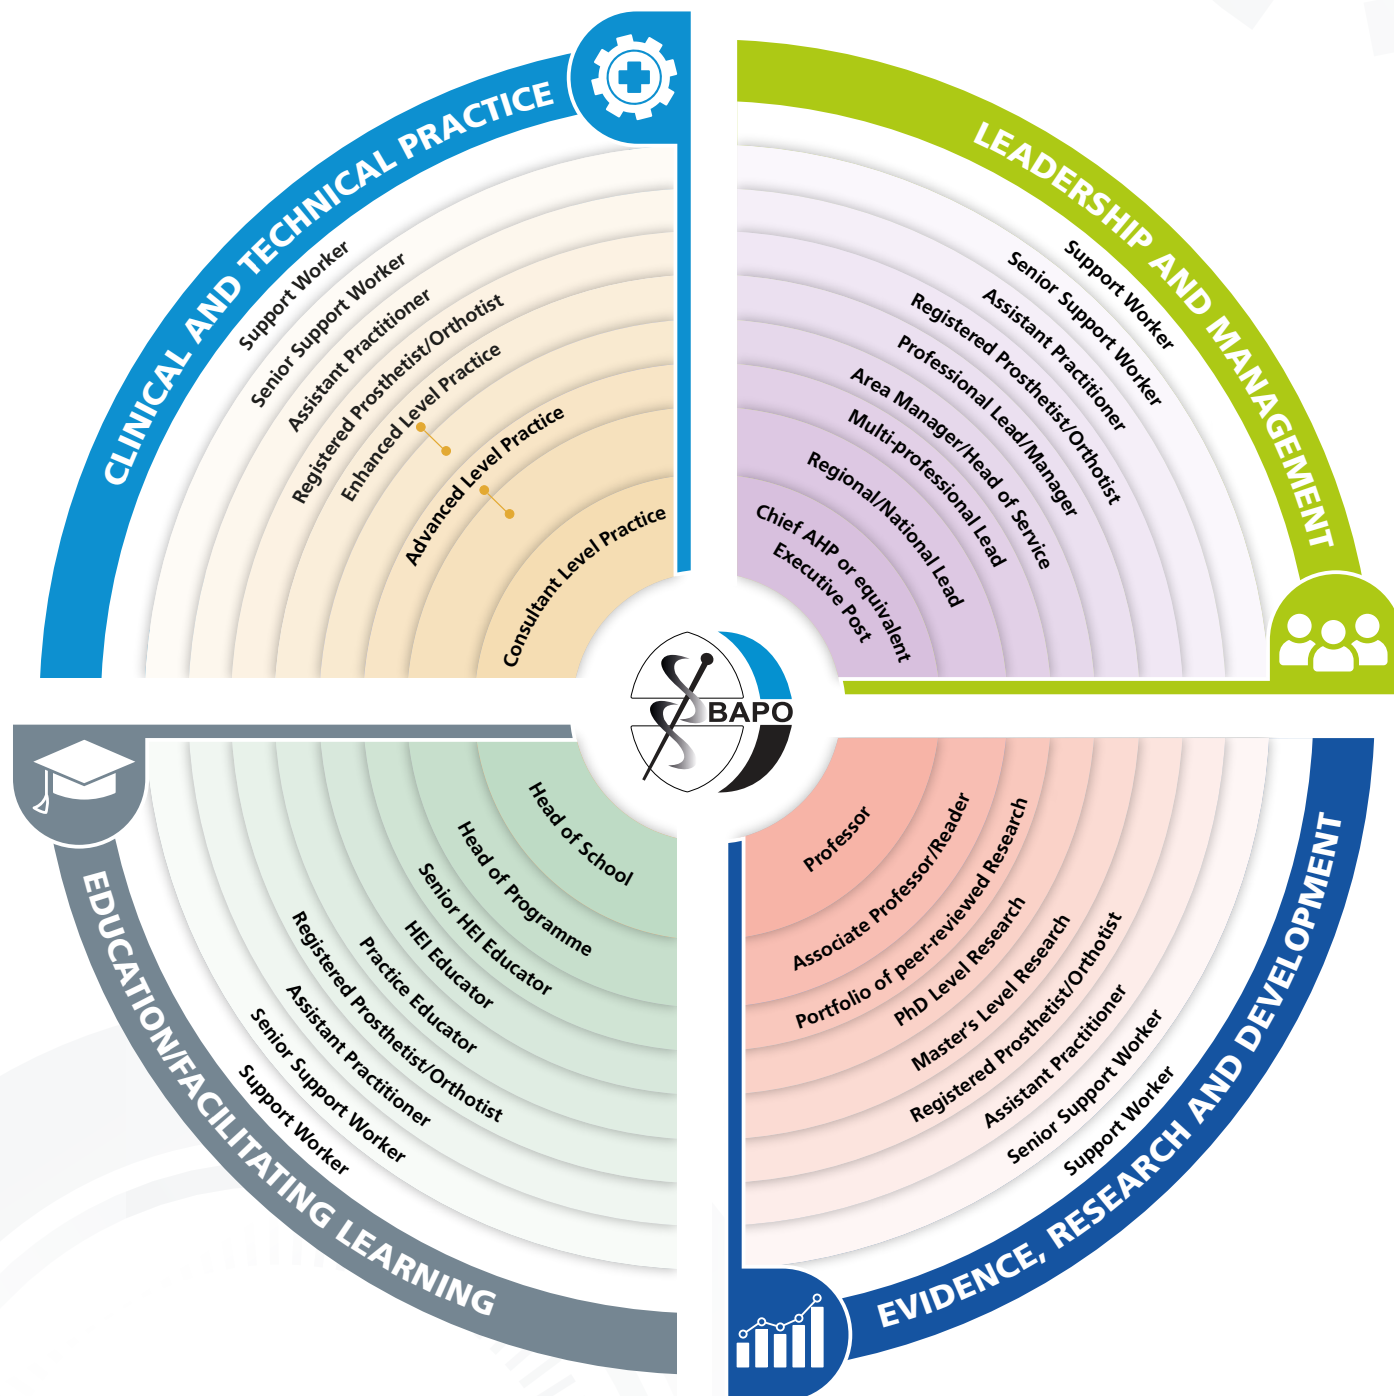 CLINICAL AND TECHNICAL PRACTICE
Support Worker
Senior Support Worker
Assistant Practitioner
Registered Prosthetist/Orthotist
Enhanced Level Practice
Advanced Level Practice
Consultant Level Practice
LEADERSHIP AND MANAGEMENT
Support Worker
Senior Support Worker
Assistant Practitioner
Registered Prosthetist/Orthotist
Professional Lead/Manager
Area Manager/Head of Service
Multi-professional Lead
Regional/National Lead
Chief AHP or equivalent
Executive Post
BAPO
Head of School
Head of Programme
Senior HEI Educator
HEI Educator
Practice Educator
Registered Prosthetist/Orthotist
Assistant Practitioner
Senior Support Worker
Support Worker
EDUCATION/FACILITATING LEARNING
Professor
Associate Professor/Reader
Portfolio of peer-reviewed Research
PhD Level Research
Master's Level Research
Registered Prosthetist/Orthotist
Assistant Practitioner
Senior Support Worker
Support Worker
EVIDENCE, RESEARCH AND DEVELOPMENT